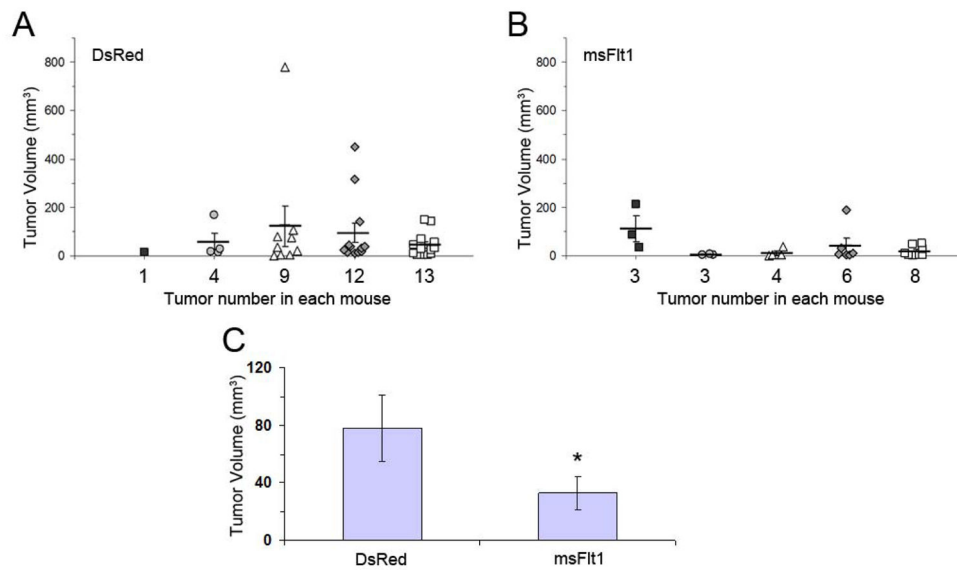 A
DsRed
Tumor Volume (mm³)
800
600
400
200
0
1 4 9 12 13
Tumor number in each mouse
B
msFlt1
Tumor Volume (mm³)
800
600
400
200
0
3 3 4 6 8
Tumor number in each mouse
C
Tumor Volume (mm³)
120
80
40
0
*
DsRed msFlt1